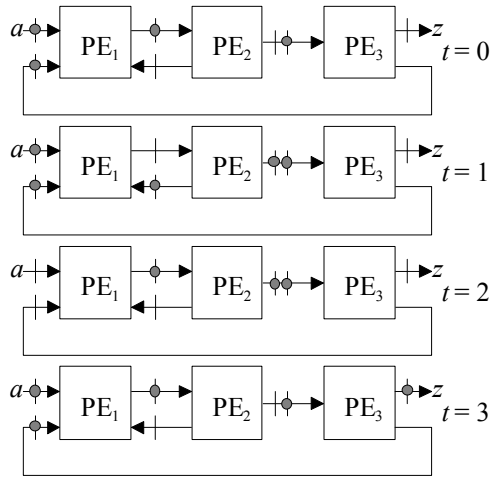 a PE₁ PE₂ PE₃ z t = 0
a PE₁ PE₂ PE₃ z t = 1
a PE₁ PE₂ PE₃ z t = 2
a PE₁ PE₂ PE₃ z t = 3